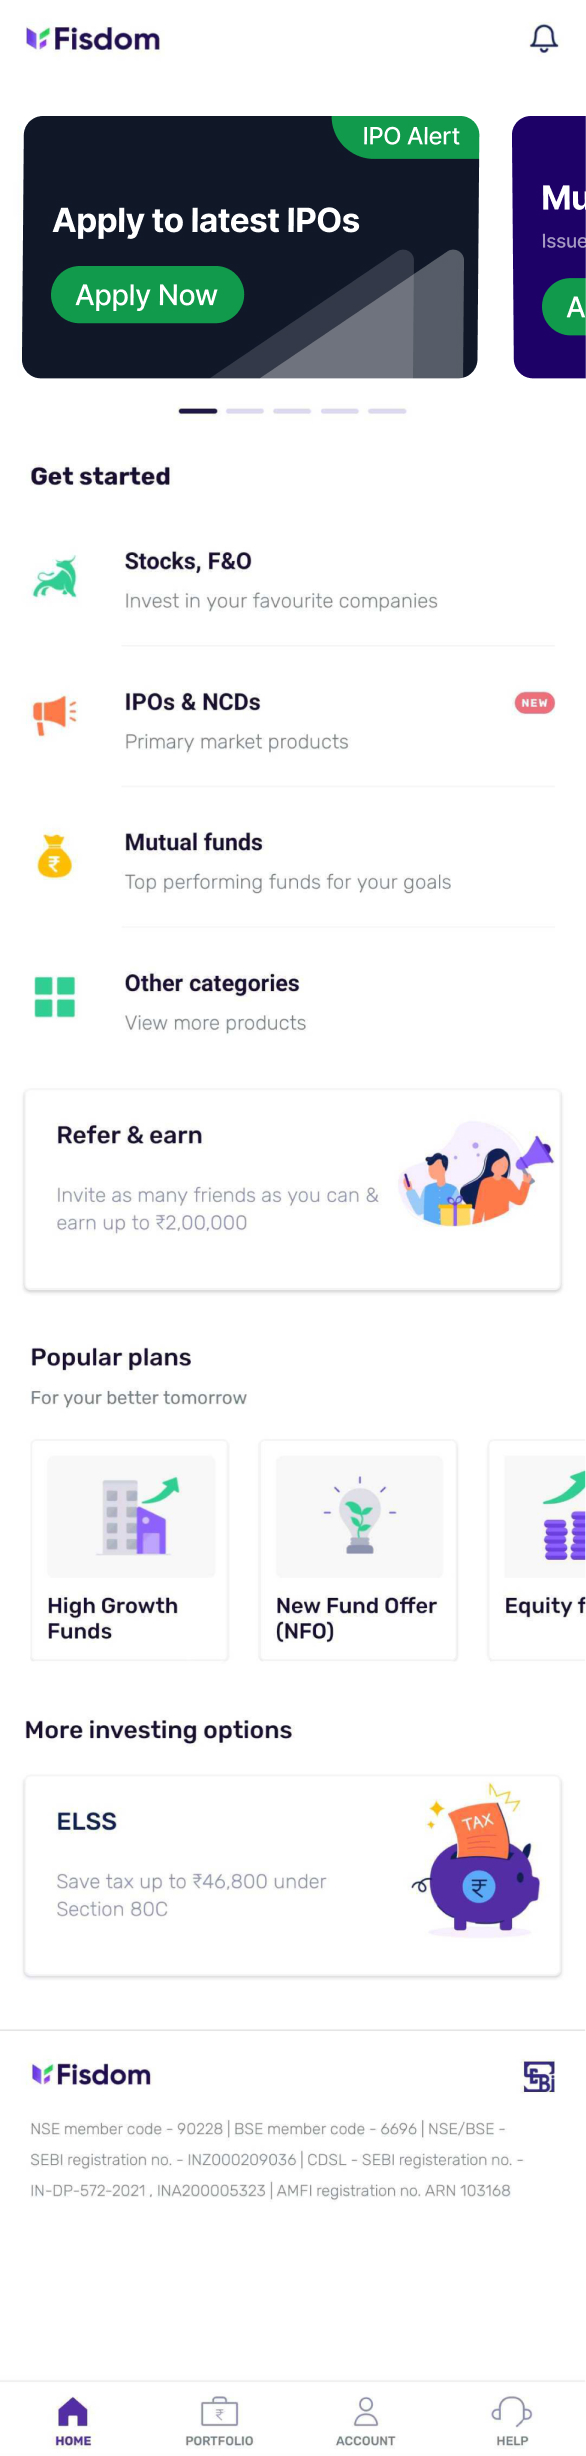 Fisdom
IPO Alert
Apply to latest IPOs
Apply Now
Mu
Issue
A
Get started
Stocks, F&O
Invest in your favourite companies
IPOs & NCDs
NEW
Primary market products
Mutual funds
Top performing funds for your goals
Other categories
View more products
Refer & earn
Invite as many friends as you can &
earn up to ₹2,00,000
Popular plans
For your better tomorrow
High Growth
Funds
New Fund Offer
(NFO)
Equity f
More investing options
ELSS
TAX
Save tax up to ₹46,800 under
Section 80C
₹
Fisdom
SEBI
NSE member code - 90228 | BSE member code - 6696 | NSE/BSE -
SEBI registration no. - INZ000209036 | CDSL - SEBI registeration no. -
IN-DP-572-2021 , INA200005323 | AMFI registration no. ARN 103168
HOME
PORTFOLIO
ACCOUNT
HELP